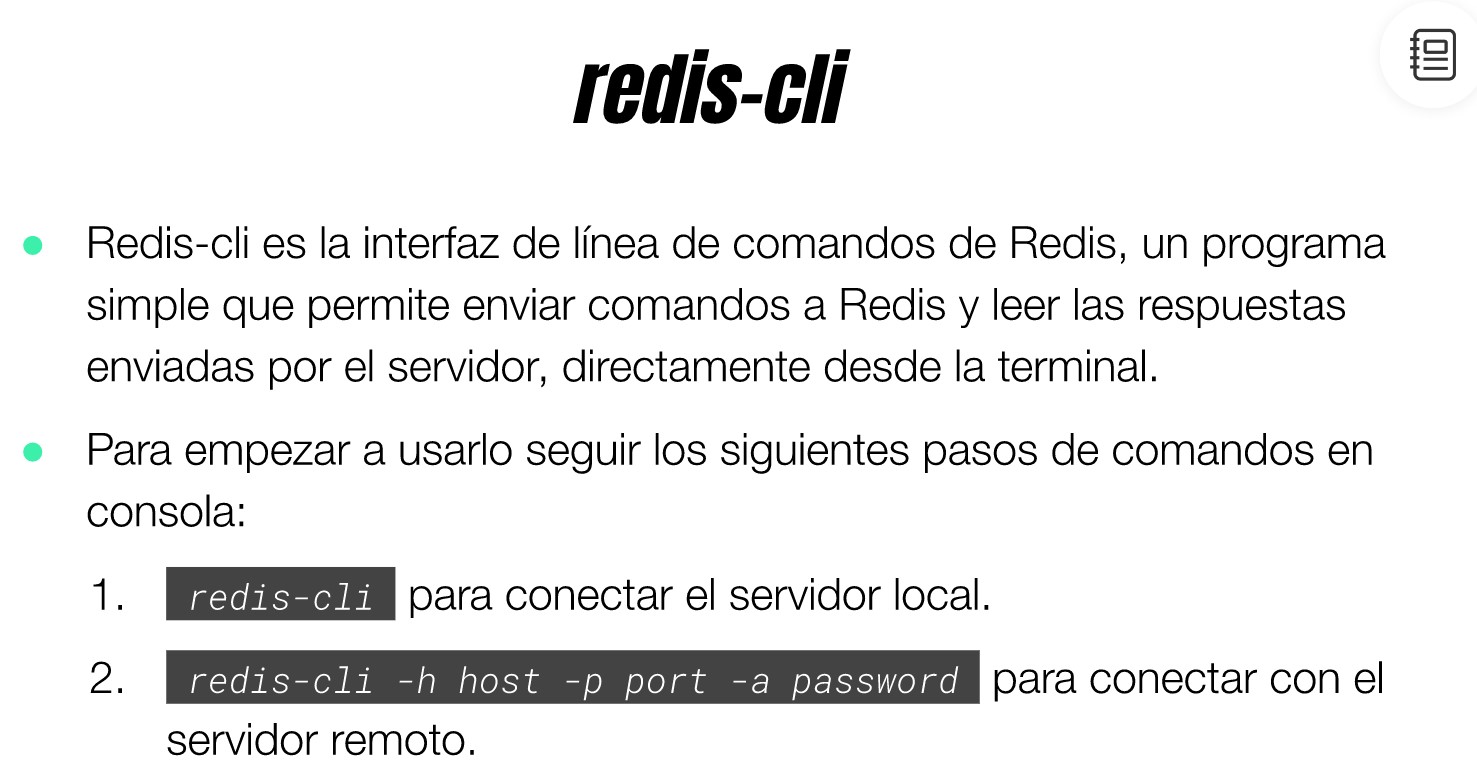 redis-cli
Redis-cli es la interfaz de línea de comandos de Redis, un programa
simple que permite enviar comandos a Redis y leer las respuestas
enviadas por el servidor, directamente desde la terminal.
Para empezar a usarlo seguir los siguientes pasos de comandos en
consola:
1. redis-cli para conectar el servidor local.
2. redis-cli -h host -p port -a password para conectar con el
servidor remoto.